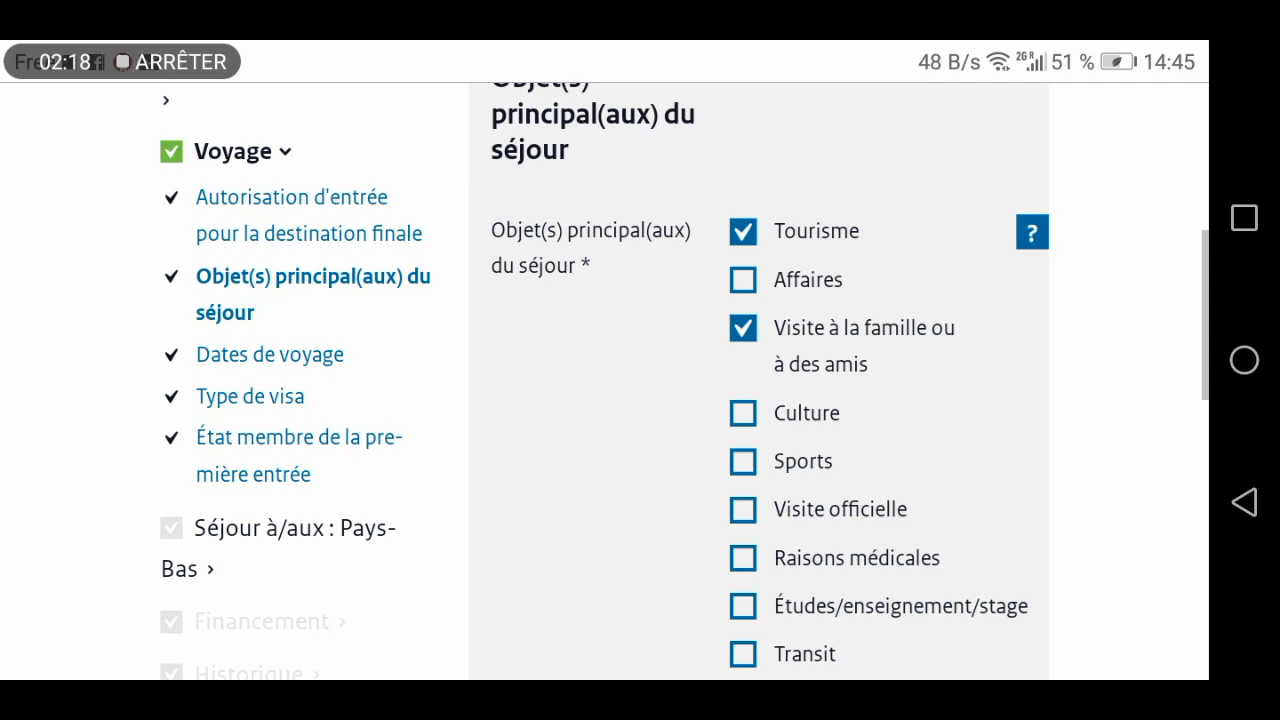 02:18 ARRÊTER
48 B/s 2G R 51 % 14:45
Objet(s)
principal(aux) du
séjour
Voyage
Autorisation d'entrée
pour la destination finale
Objet(s) principal(aux) du
séjour
Dates de voyage
Type de visa
État membre de la pre-
mière entrée
Séjour à/aux : Pays-
Bas >
Financement >
Historique >
Objet(s) principal(aux)
du séjour *
Tourisme
?
Affaires
Visite à la famille ou
à des amis
Culture
Sports
Visite officielle
Raisons médicales
Études/enseignement/stage
Transit